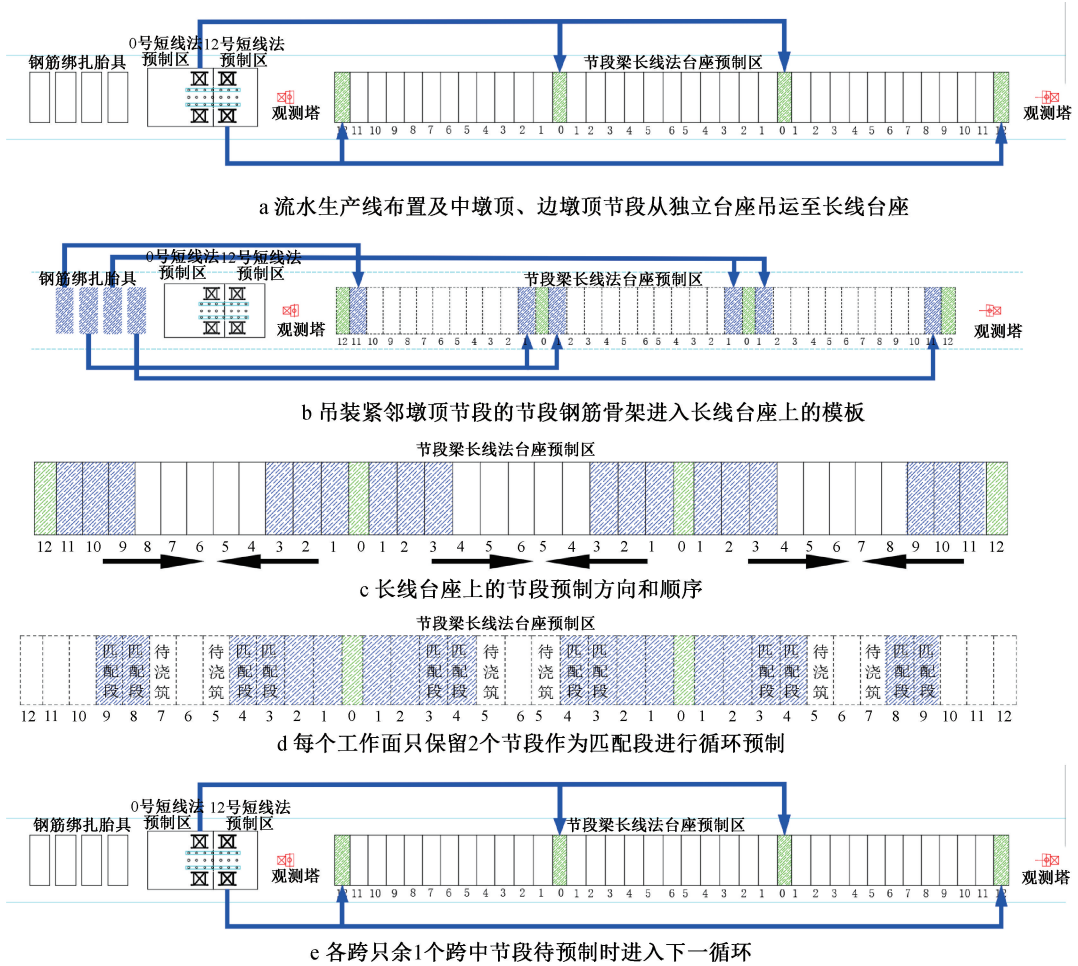 0号短线法 12号短线法
钢筋绑扎胎具 预制区 预制区 节段梁长线法台座预制区
观测塔 观测塔
12 11 10 9 8 7 6 5 4 3 2 1 0 1 2 3 4 5 6 5 4 3 2 1 0 1 2 3 4 5 6 7 8 9 10 11 12
a 流水生产线布置及中墩顶、边墩顶节段从独立台座吊运至长线台座
0号短线法12号短线法
钢筋绑扎胎具 预制区 预制区 节段梁长线法台座预制区
观测塔 观测塔
12 11 10 9 8 7 6 5 4 3 2 1 0 1 2 3 4 5 6 5 4 3 2 1 0 1 2 3 4 5 6 7 8 9 10 11 12
b 吊装紧邻墩顶节段的节段钢筋骨架进入长线台座上的模板
节段梁长线法台座预制区
12 11 10 9 8 7 6 5 4 3 2 1 0 1 2 3 4 5 6 5 4 3 2 1 0 1 2 3 4 5 6 7 8 9 10 11 12
c 长线台座上的节段预制方向和顺序
节段梁长线法台座预制区
匹配段 匹配段 待浇筑 待浇筑 匹配段 匹配段 匹配段 匹配段 待浇筑 待浇筑 匹配段 匹配段 匹配段 匹配段 待浇筑 待浇筑 匹配段 匹配段
12 11 10 9 8 7 6 5 4 3 2 1 0 1 2 3 4 5 6 5 4 3 2 1 0 1 2 3 4 5 6 7 8 9 10 11 12
d 每个工作面只保留2个节段作为匹配段进行循环预制
0号短线法 12号短线法
钢筋绑扎胎具 预制区 预制区 节段梁长线法台座预制区
观测塔 观测塔
12 11 10 9 8 7 6 5 4 3 2 1 0 1 2 3 4 5 6 5 4 3 2 1 0 1 2 3 4 5 6 7 8 9 10 11 12
e 各跨只余1个跨中节段待预制时进入下一循环